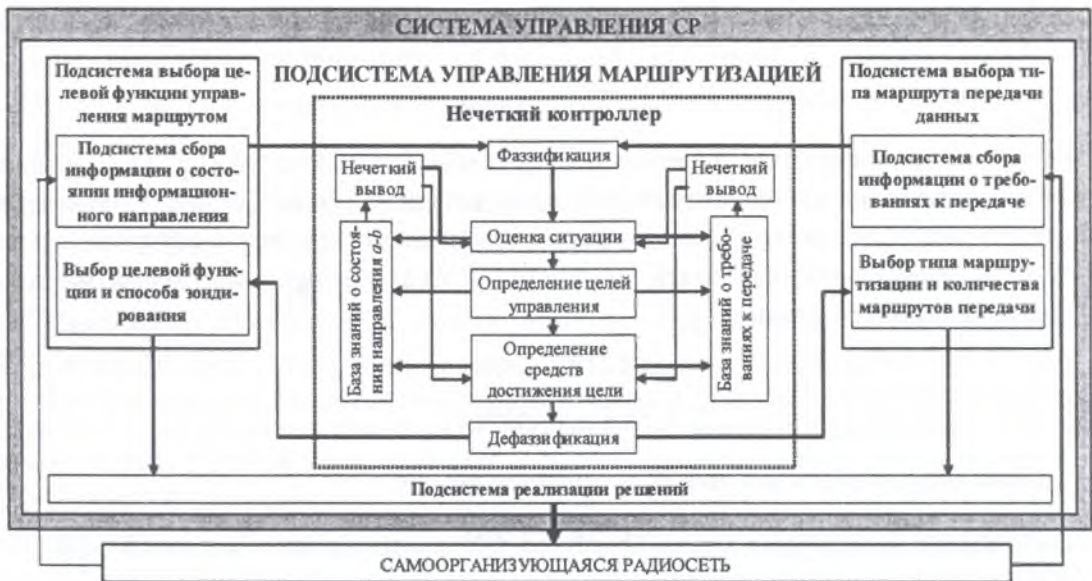 СИСТЕМА УПРАВЛЕНИЯ СР
ПОДСИСТЕМА УПРАВЛЕНИЯ МАРШРУТИЗАЦИЕЙ
Подсистема выбора це-
левой функции управ-
ления маршрутом
Подсистема сбора
информации о состо-
янии информацион-
ного направления
Выбор целевой функ-
ции и способа зонди-
рования
Нечеткий контроллер
Фаззификация
Нечеткий
вывод
Нечеткий
вывод
База знаний о состоя-
нии направления a-b
Оценка ситуации
Определение целей
управления
Определение
средств
достижения цели
Дефаззификация
База знаний о требо-
ваниях к передаче
Подсистема выбора ти-
па маршрута передачи
данных
Подсистема сбора
информации о требо-
ваниях к передаче
Выбор типа маршру-
тизации и количества
маршрутов передачи
Подсистема реализации решений
САМООРГАНИЗУЮЩАЯСЯ РАДИОСЕТЬ